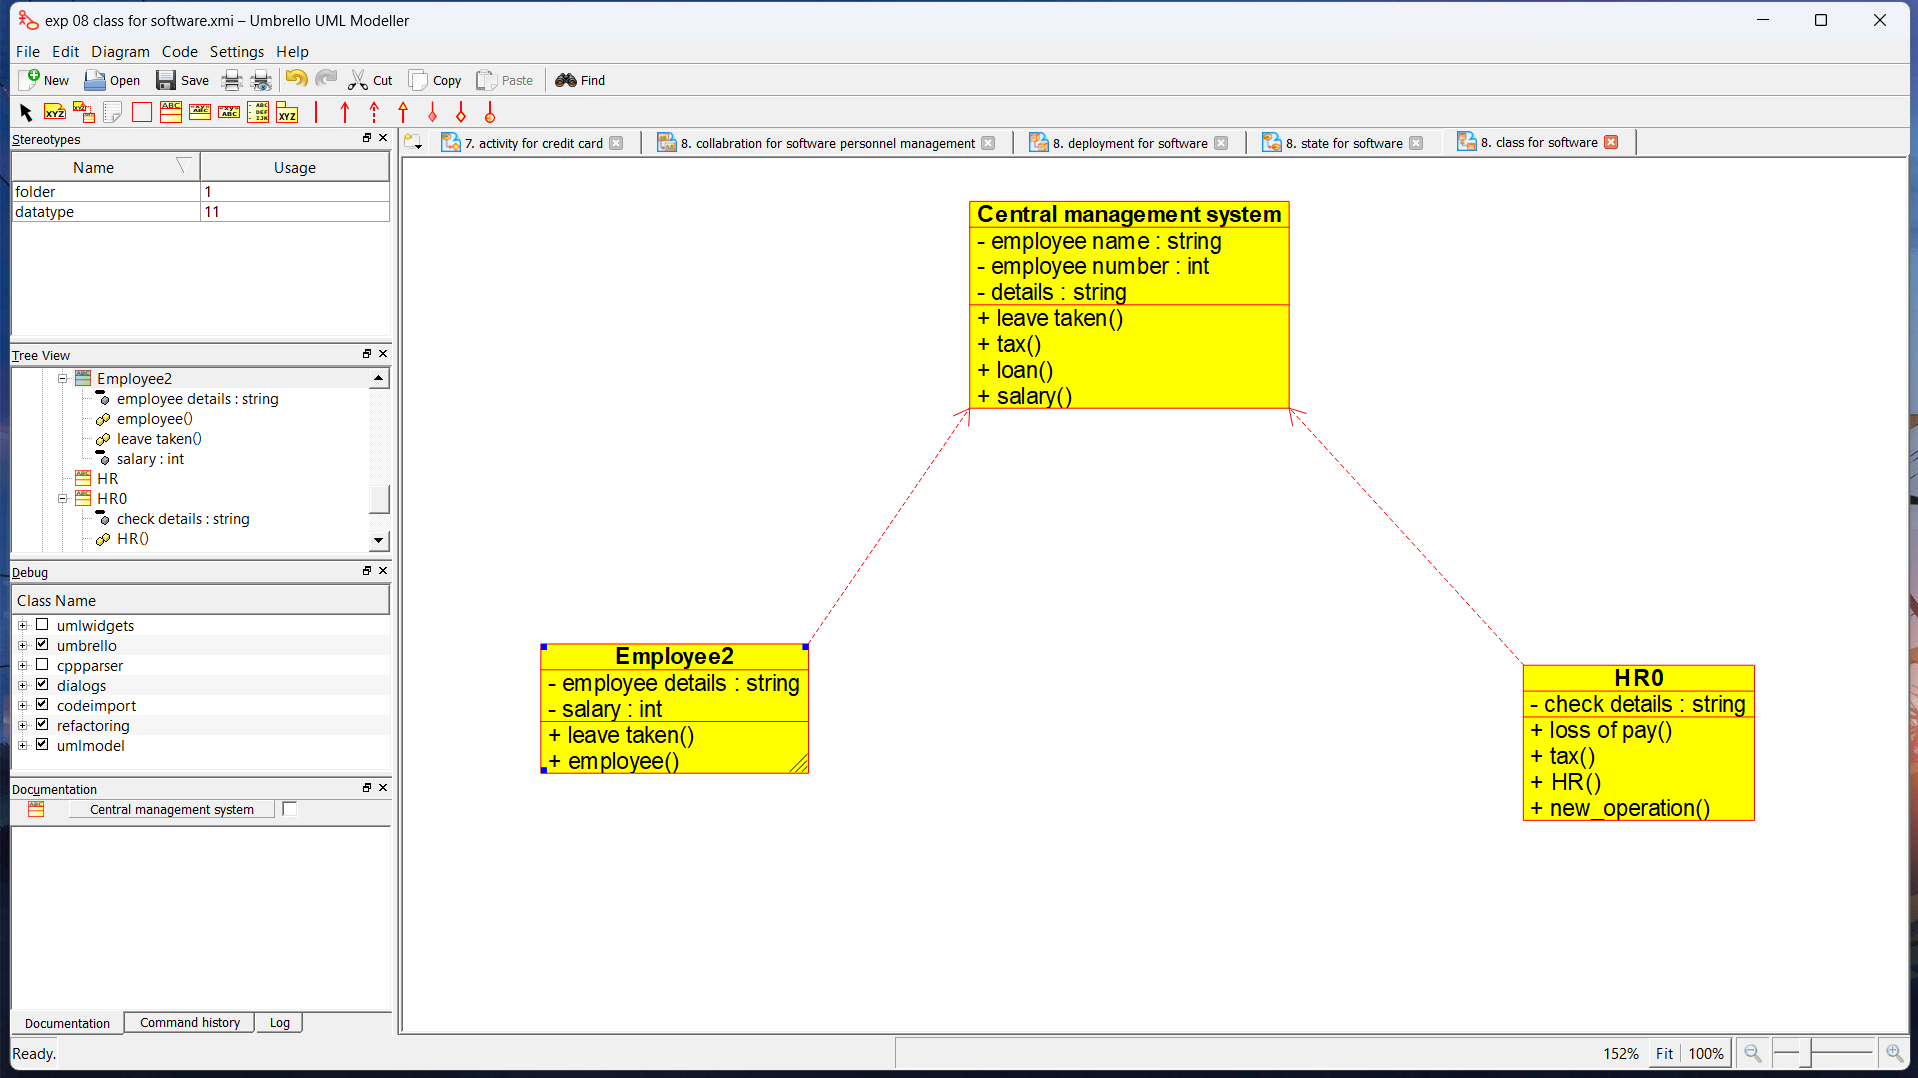 exp 08 class for software.xmi – Umbrello UML Modeller
File Edit Diagram Code Settings Help
New Open Save Cut Copy Paste Find
Stereotypes
Name Usage
folder 1
datatype 11
Tree View
Employee2
employee details : string
employee()
leave taken()
salary : int
HR
HR0
check details : string
HR()
Debug
Class Name
umlwidgets
umbrello
cppparser
dialogs
codeimport
refactoring
umlmodel
Documentation
Central management system
Documentation Command history Log
Ready.
7. activity for credit card
8. collabration for software personnel management
8. deployment for software
8. state for software
8. class for software
Central management system
- employee name : string
- employee number : int
- details : string
+ leave taken()
+ tax()
+ loan()
+ salary()
Employee2
- employee details : string
- salary : int
+ leave taken()
+ employee()
HR0
- check details : string
+ loss of pay()
+ tax()
+ HR()
+ new_operation()
152% Fit 100%